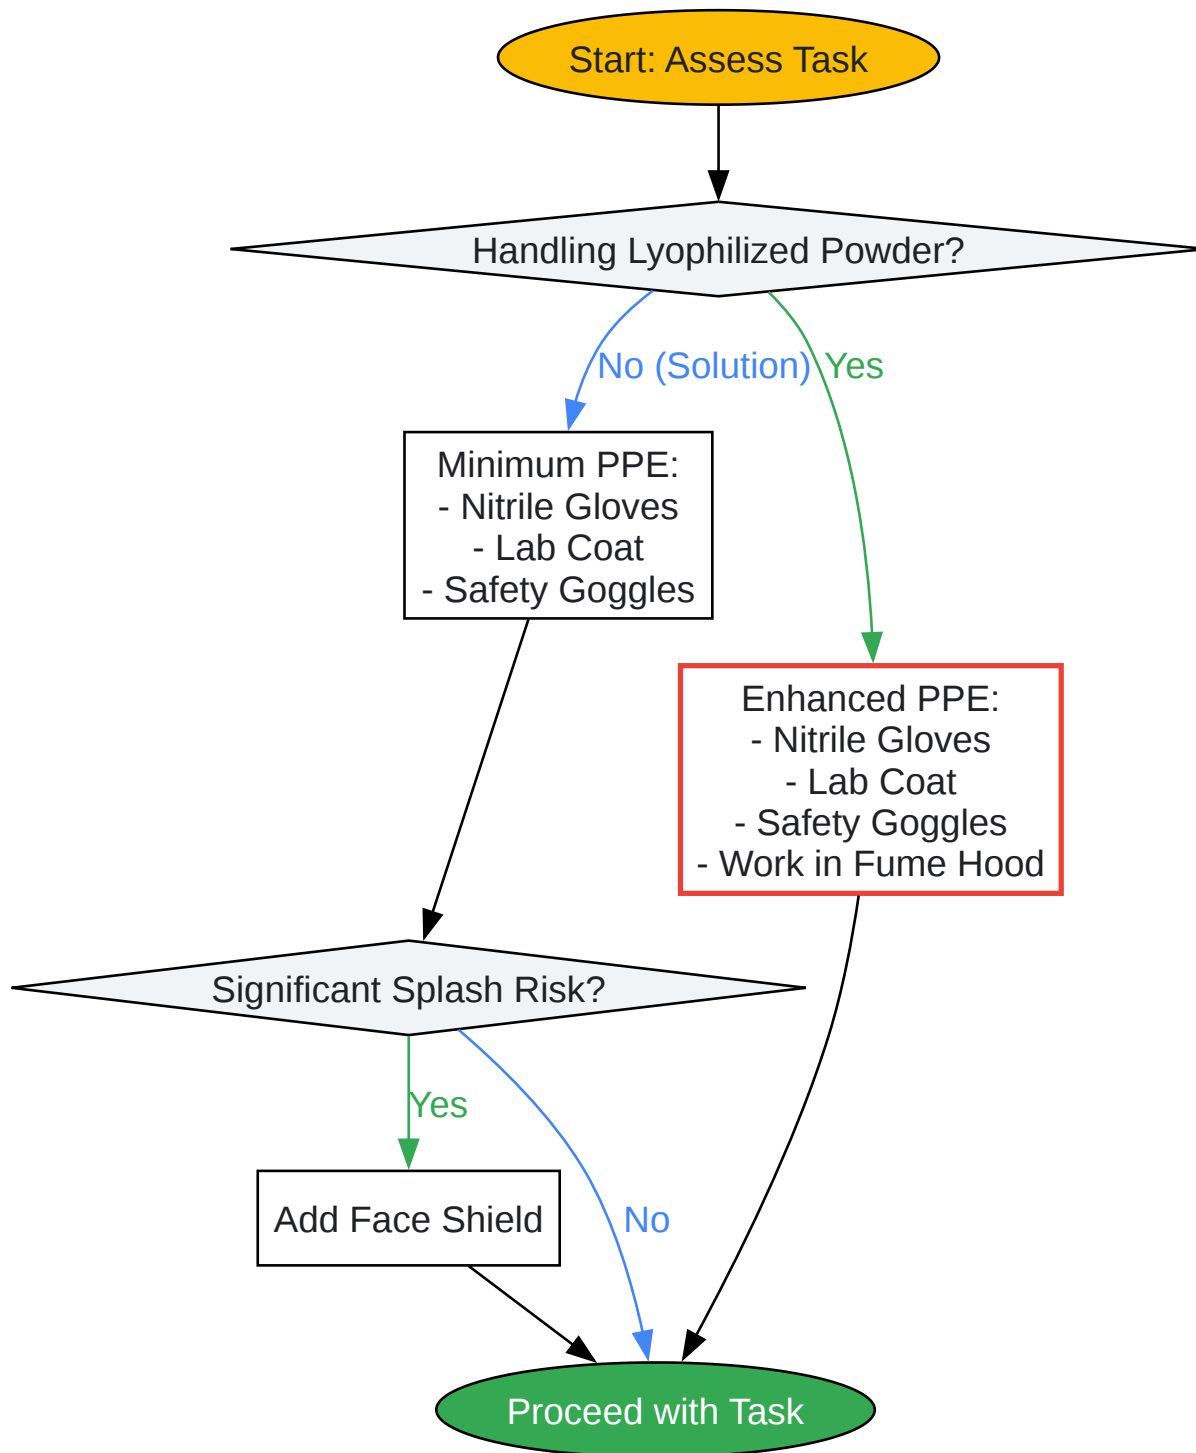 Start: Assess Task
Handling Lyophilized Powder?
No (Solution)
Yes
Minimum PPE:
- Nitrile Gloves
- Lab Coat
- Safety Goggles
Enhanced PPE:
- Nitrile Gloves
- Lab Coat
- Safety Goggles
- Work in Fume Hood
Significant Splash Risk?
Yes
Add Face Shield
No
Proceed with Task